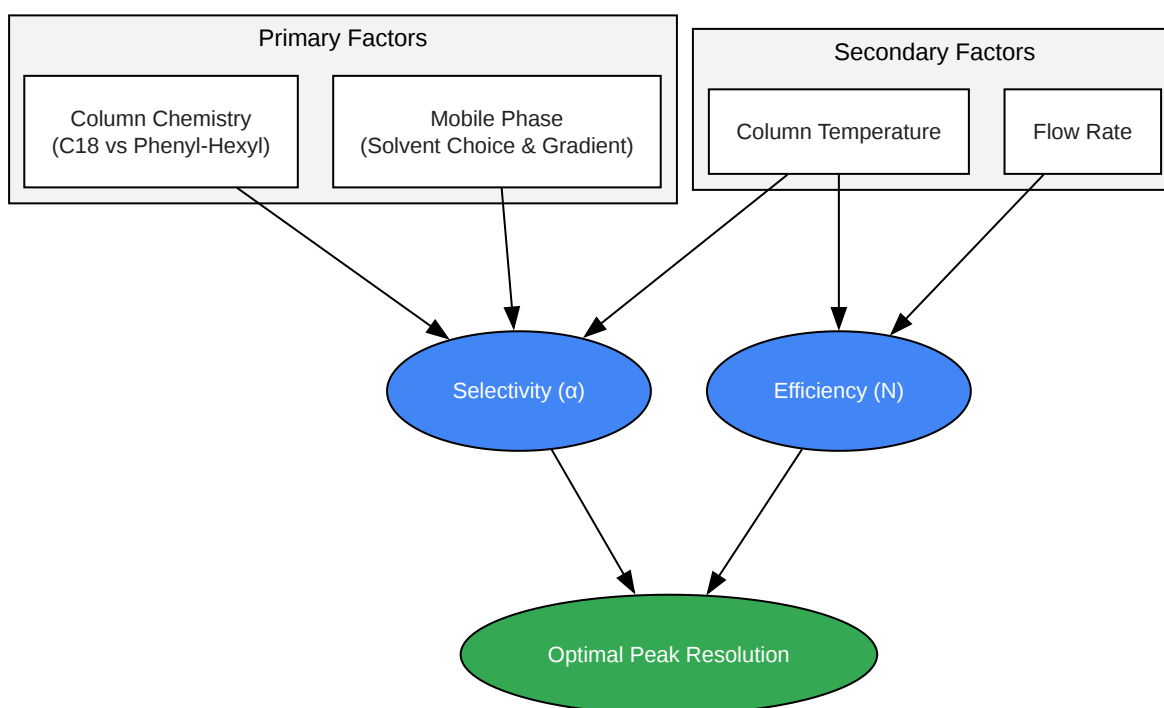 Primary Factors
Column Chemistry
(C18 vs Phenyl-Hexyl)
Mobile Phase
(Solvent Choice & Gradient)
Secondary Factors
Column Temperature
Flow Rate
Selectivity (α)
Efficiency (N)
Optimal Peak Resolution